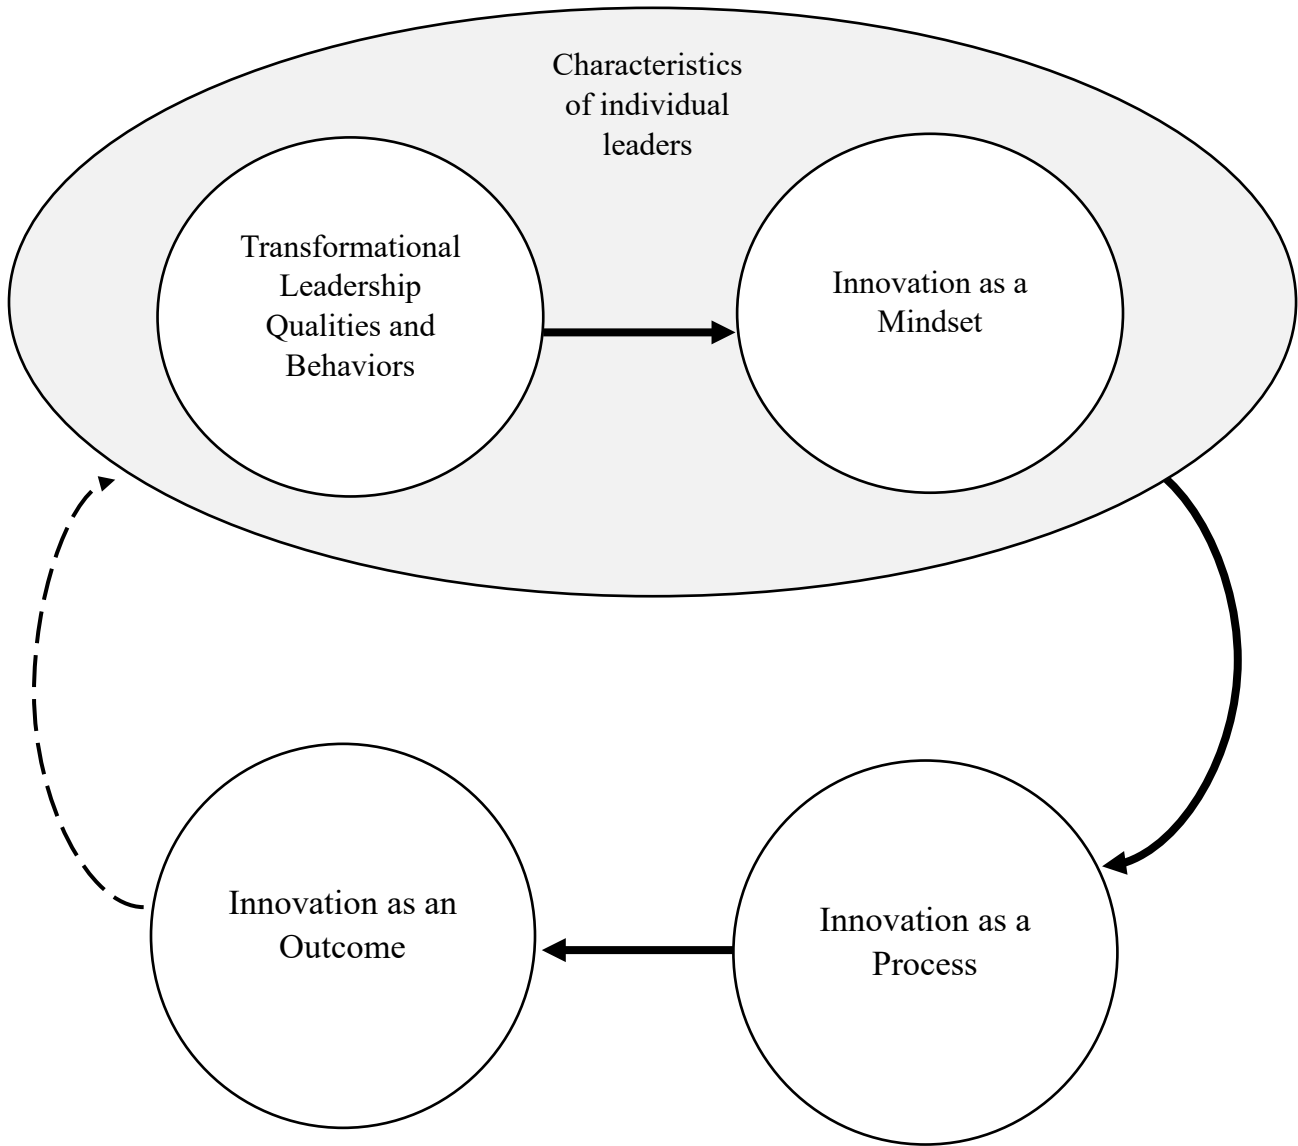 Characteristics
of individual
leaders
Transformational
Leadership
Qualities and
Behaviors
Innovation as a
Mindset
Innovation as an
Outcome
Innovation as a
Process